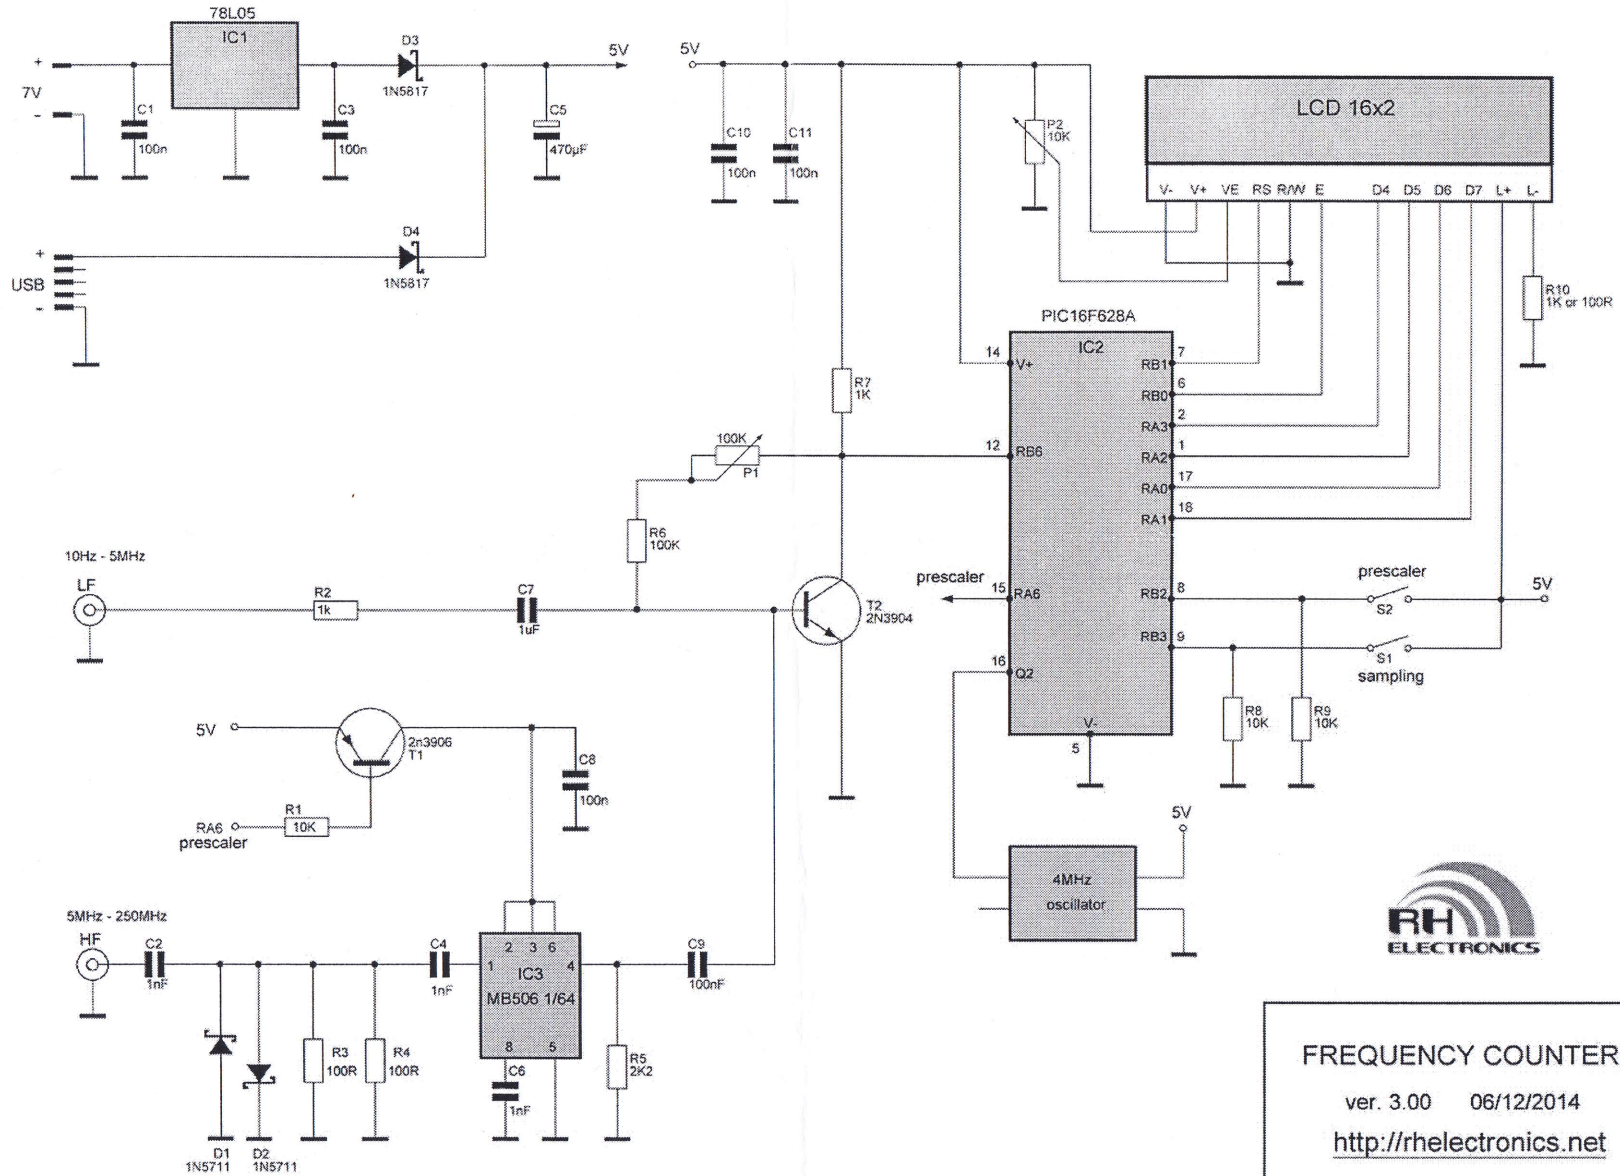 78L05
IC1
+
7V
-
C1
100n
C3
100n
D3
1N5817
C5
470µF
5V
+
USB
-
D4
1N5817
5V
C10
100n
C11
100n
P2
10K
LCD 16x2
V- V+ VE RS R/W E D4 D5 D6 D7 L+ L-
R10
1K or 100R
PIC16F628A
IC2
14 V+
12 RB6
15 RA6
prescaler
16 Q2
V-
5
RB1 7
RB0 6
RA3 2
RA2 1
RA0 17
RA1 18
RB2 8
RB3 9
R7
1K
100K
P1
R6
100K
10Hz - 5MHz
LF
R2
1k
C7
1uF
T2
2N3904
prescaler
S2
5V
S1
sampling
R8
10K
R9
10K
5V
2n3906
T1
C8
100n
R1
10K
RA6
prescaler
5V
4MHz
oscillator
5MHz - 250MHz
HF
C2
1nF
C4
1nF
2 3 6
1 4
IC3
MB506 1/64
8 5
C9
100nF
R3
100R
R4
100R
C6
1nF
R5
2K2
D1
1N5711
D2
1N5711
RH
ELECTRONICS
FREQUENCY COUNTER
ver. 3.00 06/12/2014
http://rhelectronics.net